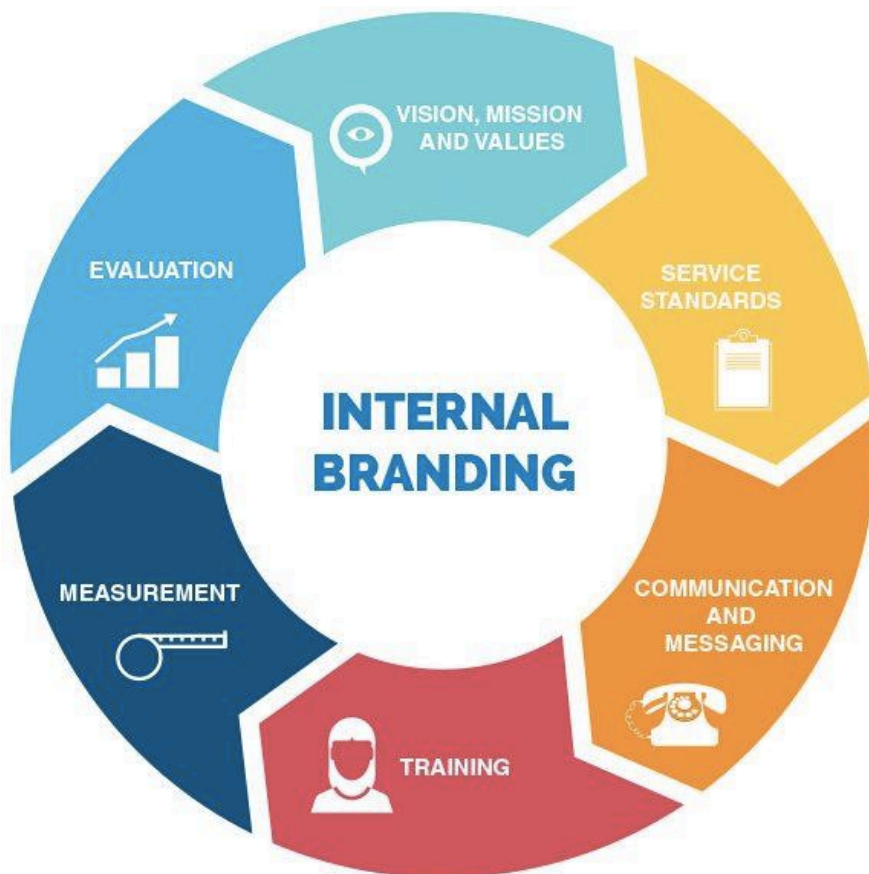 VISION, MISSION
AND VALUES
SERVICE
STANDARDS
COMMUNICATION
AND
MESSAGING
TRAINING
MEASUREMENT
EVALUATION
INTERNAL
BRANDING